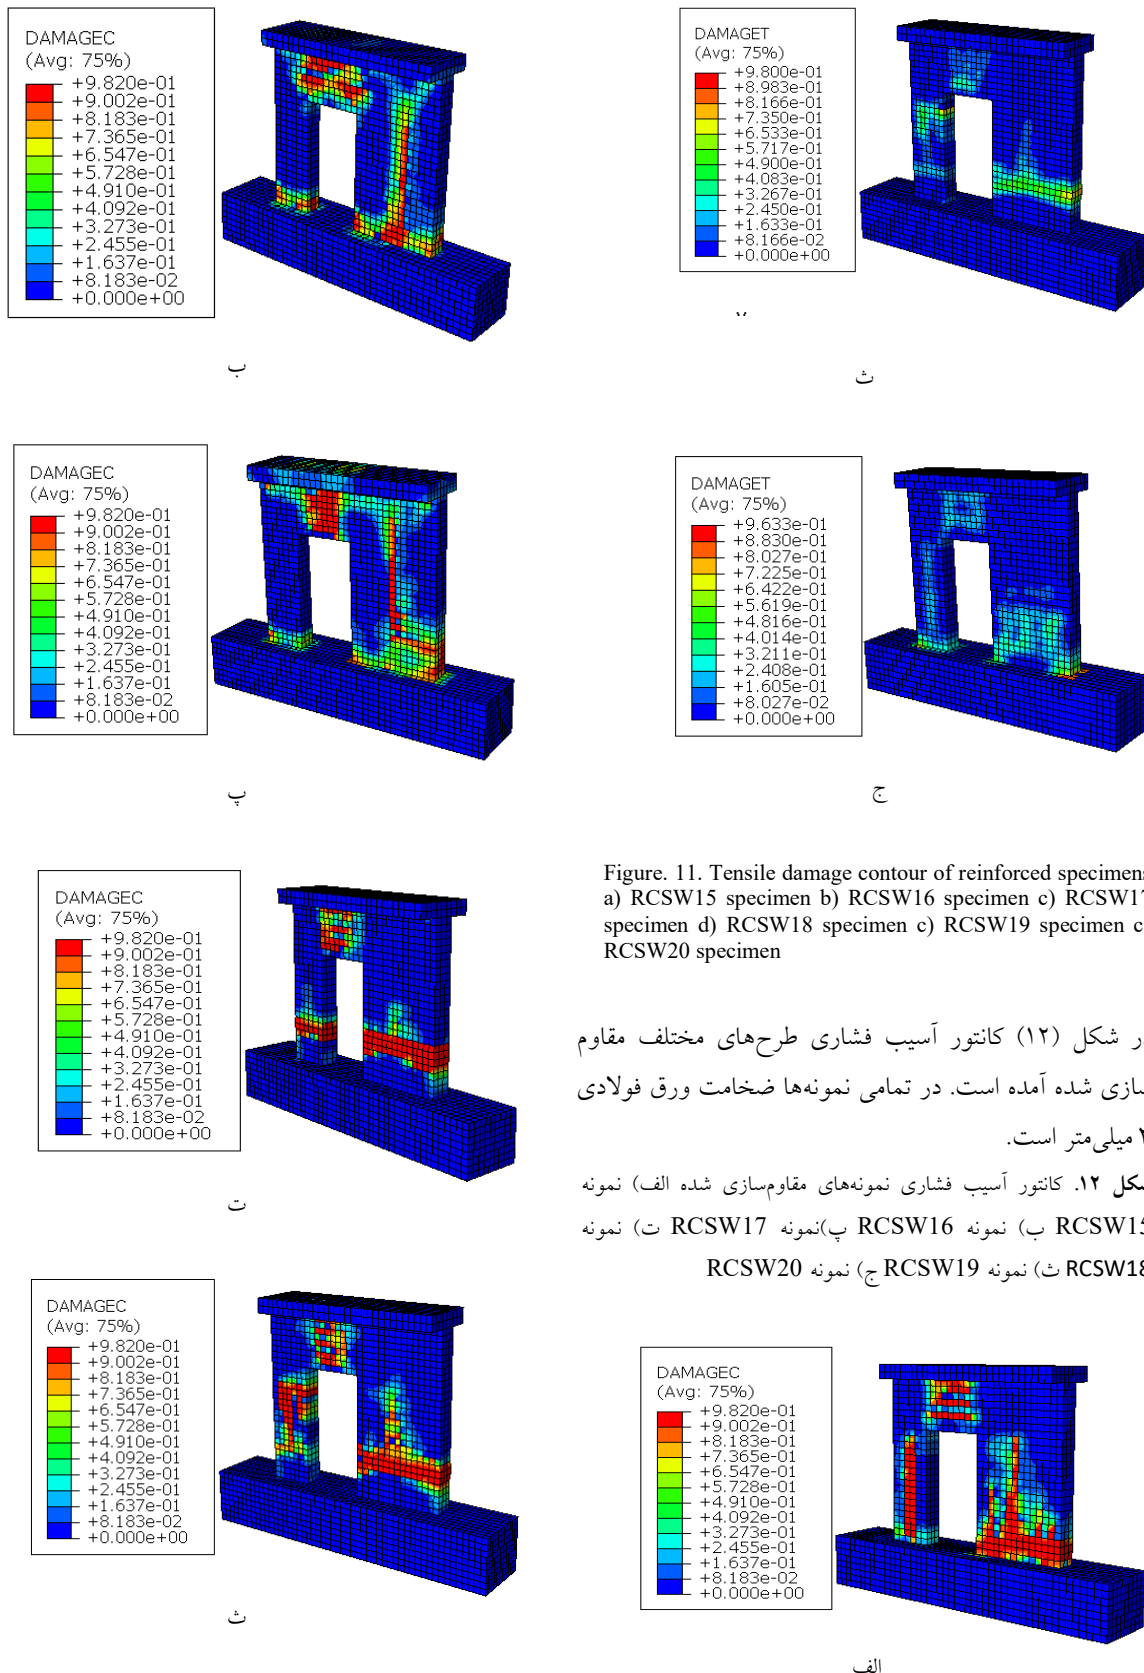 DAMAGET
(Avg: 75%)
+9.800e-01
+8.983e-01
+8.166e-01
+7.350e-01
+6.533e-01
+5.717e-01
+4.900e-01
+4.083e-01
+3.267e-01
+2.450e-01
+1.633e-01
+8.166e-02
+0.000e+00
ث
DAMAGET
(Avg: 75%)
+9.633e-01
+8.830e-01
+8.027e-01
+7.225e-01
+6.422e-01
+5.619e-01
+4.816e-01
+4.014e-01
+3.211e-01
+2.408e-01
+1.605e-01
+8.027e-02
+0.000e+00
ج
Figure. 11. Tensile damage contour of reinforced specimens
a) RCSW15 specimen b) RCSW16 specimen c) RCSW17
specimen d) RCSW18 specimen c) RCSW19 specimen c
RCSW20 specimen
ر شکل (۱۲) کانتور آسیب فشاری طرح‌های مختلف مقاوم
سازی شده آمده است. در تمامی نمونه‌ها ضخامت ورق فولادی
۲ میلی‌متر است.
شکل ۱۲. کانتور آسیب فشاری نمونه‌های مقاوم‌سازی شده الف) نمونه
RCSW15 ب) نمونه RCSW16 پ)نمونه RCSW17 ت) نمونه
RCSW18 ث) نمونه RCSW19 ج) نمونه RCSW20
DAMAGEC
(Avg: 75%)
+9.820e-01
+9.002e-01
+8.183e-01
+7.365e-01
+6.547e-01
+5.728e-01
+4.910e-01
+4.092e-01
+3.273e-01
+2.455e-01
+1.637e-01
+8.183e-02
+0.000e+00
الف
DAMAGEC
(Avg: 75%)
+9.820e-01
+9.002e-01
+8.183e-01
+7.365e-01
+6.547e-01
+5.728e-01
+4.910e-01
+4.092e-01
+3.273e-01
+2.455e-01
+1.637e-01
+8.183e-02
+0.000e+00
ب
DAMAGEC
(Avg: 75%)
+9.820e-01
+9.002e-01
+8.183e-01
+7.365e-01
+6.547e-01
+5.728e-01
+4.910e-01
+4.092e-01
+3.273e-01
+2.455e-01
+1.637e-01
+8.183e-02
+0.000e+00
پ
DAMAGEC
(Avg: 75%)
+9.820e-01
+9.002e-01
+8.183e-01
+7.365e-01
+6.547e-01
+5.728e-01
+4.910e-01
+4.092e-01
+3.273e-01
+2.455e-01
+1.637e-01
+8.183e-02
+0.000e+00
ت
DAMAGEC
(Avg: 75%)
+9.820e-01
+9.002e-01
+8.183e-01
+7.365e-01
+6.547e-01
+5.728e-01
+4.910e-01
+4.092e-01
+3.273e-01
+2.455e-01
+1.637e-01
+8.183e-02
+0.000e+00
ث